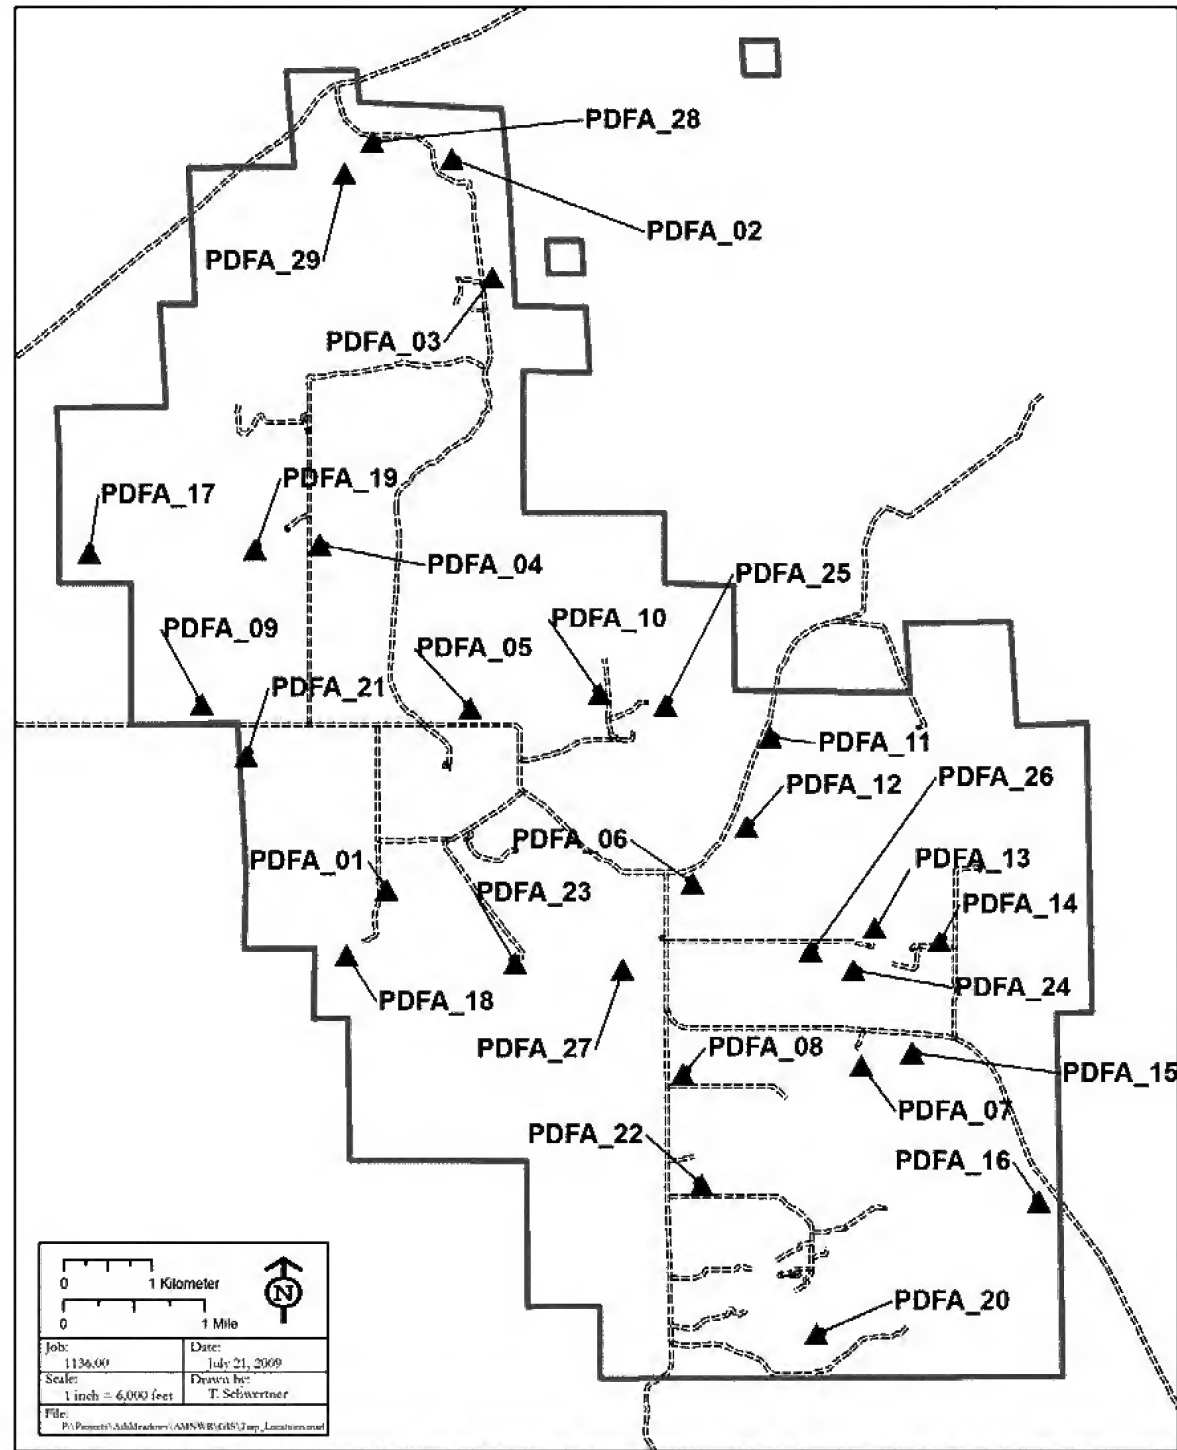 PDFA_28
PDFA_02
PDFA_29
PDFA_03
PDFA_19
PDFA_17
PDFA_04
PDFA_25
PDFA_10
PDFA_09
PDFA_05
PDFA_21
PDFA_11
PDFA_26
PDFA_12
PDFA_06
PDFA_13
PDFA_01
PDFA_23
PDFA_14
PDFA_24
PDFA_18
PDFA_27
PDFA_08
PDFA_15
PDFA_07
PDFA_22
PDFA_16
PDFA_20
0 1 Kilometer
N
0 1 Mile
Job: Date:
1136.00 July 21, 2009
Scale: Drawn by:
1 inch = 6,000 feet T. Schwertner
File: